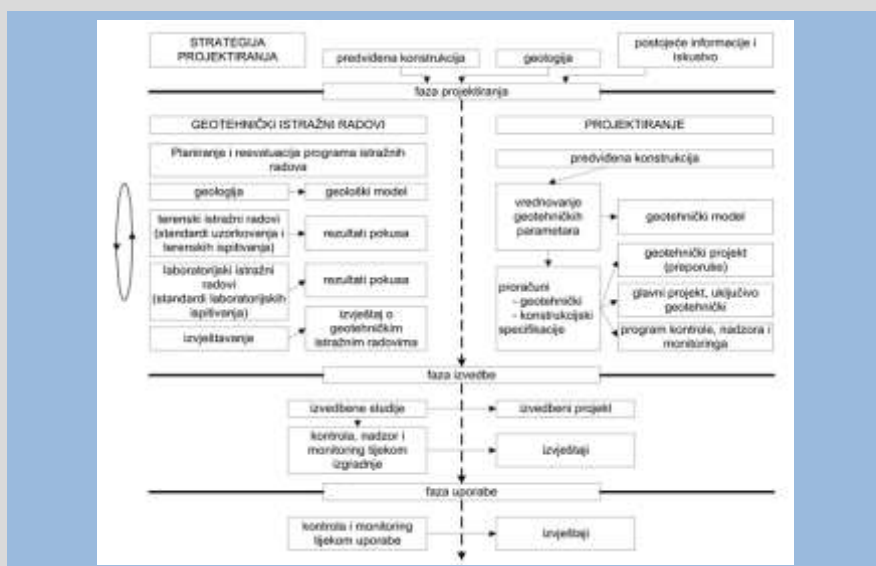 STRATEGIJA
PROJEKTIRANJA
predviđena konstrukcija
geologija
postojeće informacije i
iskustvo
faza projektiranja
GEOTEHNIČKI ISTRAŽNI RADOVI
Planiranje i reevaluacija programa istražnih
radova
geologija
geološki model
terenski istražni radovi
(standardi uzorkovanja i
terenskih ispitivanja)
rezultati pokusa
laboratorijski istražni
radovi
(standardi laboratorijskih
ispitivanja)
rezultati pokusa
izvještavanje
izvještaj o
geotehničkim
istražnim radovima
PROJEKTIRANJE
predviđena konstrukcija
vrednovanje
geotehničkih
parametara
geotehnički model
proračuni
- geotehnički
- konstrukcijski
specifikacije
geotehnički projekt
(preporuke)
glavni projekt, uključivo
geotehnički
program kontrole, nadzora i
monitoringa
faza izvedbe
izvedbene studije
izvedbeni projekt
kontrola, nadzor i
monitoring tijekom
izgradnje
izvještaji
faza uporabe
kontrola i monitoring
tijekom uporabe
izvještaji